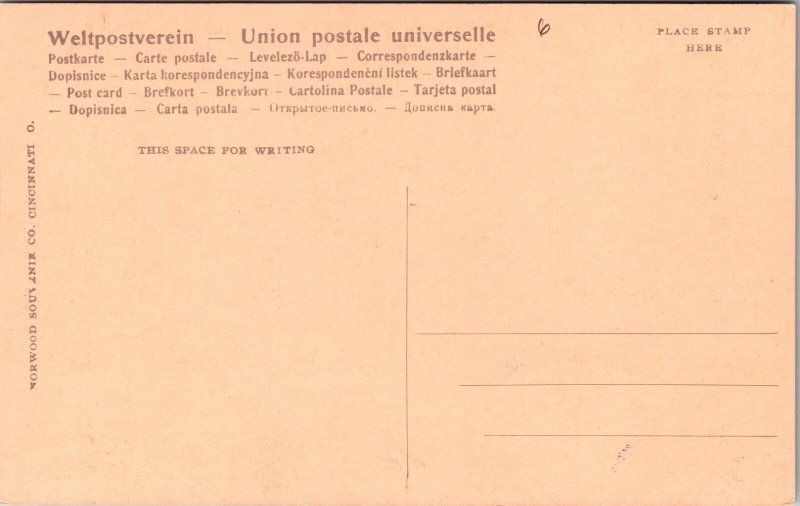 Weltpostverein — Union postale universelle
Postkarte — Carte postale — Levelező-Lap — Correspondenzkarte —
Dopisnice — Karta korespondencyjna — Korespondenční listek — Briefkaart
— Post card — Brefkort — Brevkort — Cartolina Postale — Tarjeta postal
— Dopisnica — Carta postala — Открытое-письмо. — Дописна карта.
6
PLACE STAMP
HERE
THIS SPACE FOR WRITING
NORWOOD SOUVENIR CO. CINCINNATI O.